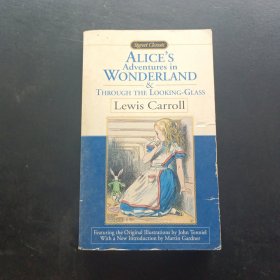 Signet Classic
ALICE'S
Adventures in
WONDERLAND
&
THROUGH THE LOOKING-GLASS
Lewis Carroll
Featuring the Original Illustrations by John Tenniel
With a New Introduction by Martin Gardner